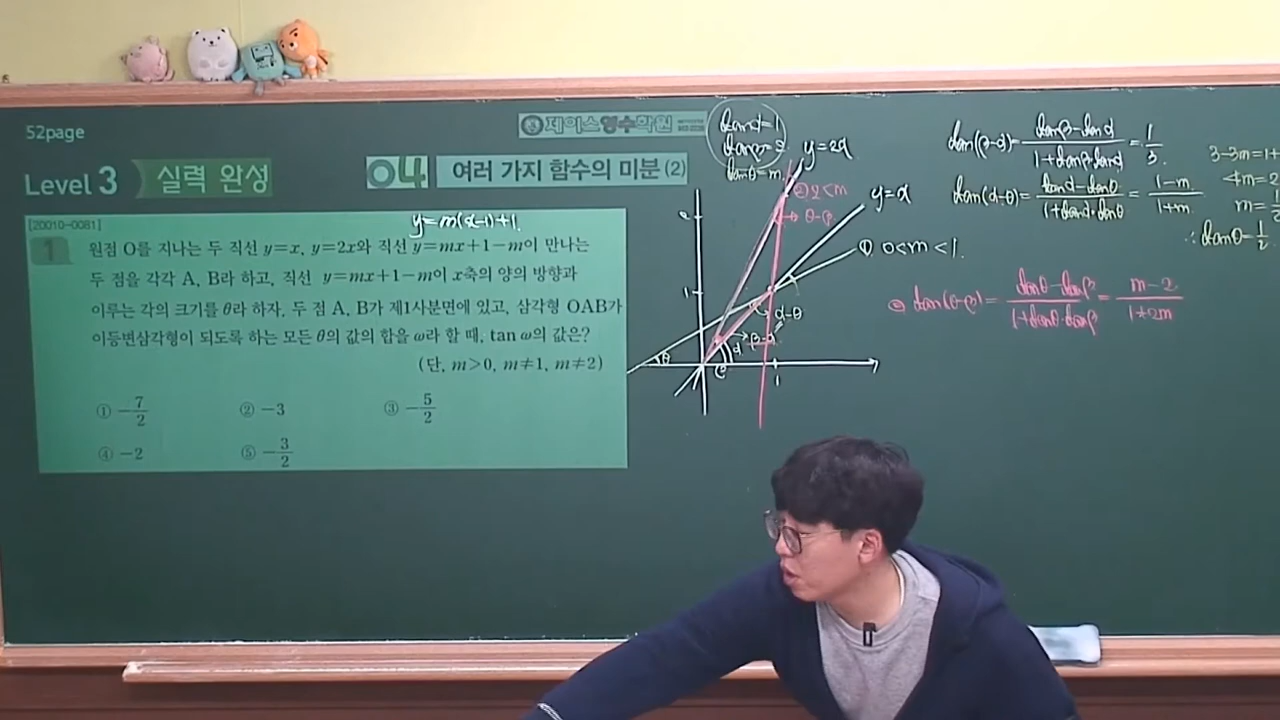 52page
제이스영수학원
Level 3 실력 완성
04 여러 가지 함수의 미분 (2)
[20010-0081]
y=m(x-1)+1.
1 원점 O를 지나는 두 직선 y=x, y=2x와 직선 y=mx+1-m이 만나는
두 점을 각각 A, B라 하고, 직선 y=mx+1-m이 x축의 양의 방향과
이루는 각의 크기를 θ라 하자. 두 점 A, B가 제1사분면에 있고, 삼각형 OAB가
이등변삼각형이 되도록 하는 모든 θ의 값의 합을 ω라 할 때, tan ω의 값은?
(단, m>0, m≠1, m≠2)
① -7/2 ② -3 ③ -5/2
④ -2 ⑤ -3/2
tanα=1
tanβ=2
tanθ=m
y=2x
② 2<m
θ-β
y=x
① 0<m<1.
α-θ
β-α
α
θ
2
1
1
tan(β-α)=(tanβ-tanα)/(1+tanβ·tanα)=1/3.
tan(α-θ)=(tanα-tanθ)/(1+tanα·tanθ)=(1-m)/(1+m).
3-3m=1+
4m=2
∴ tanθ=1/2
② tan(θ-β)=(tanθ-tanβ)/(1+tanθ·tanβ)=(m-2)/(1+2m)